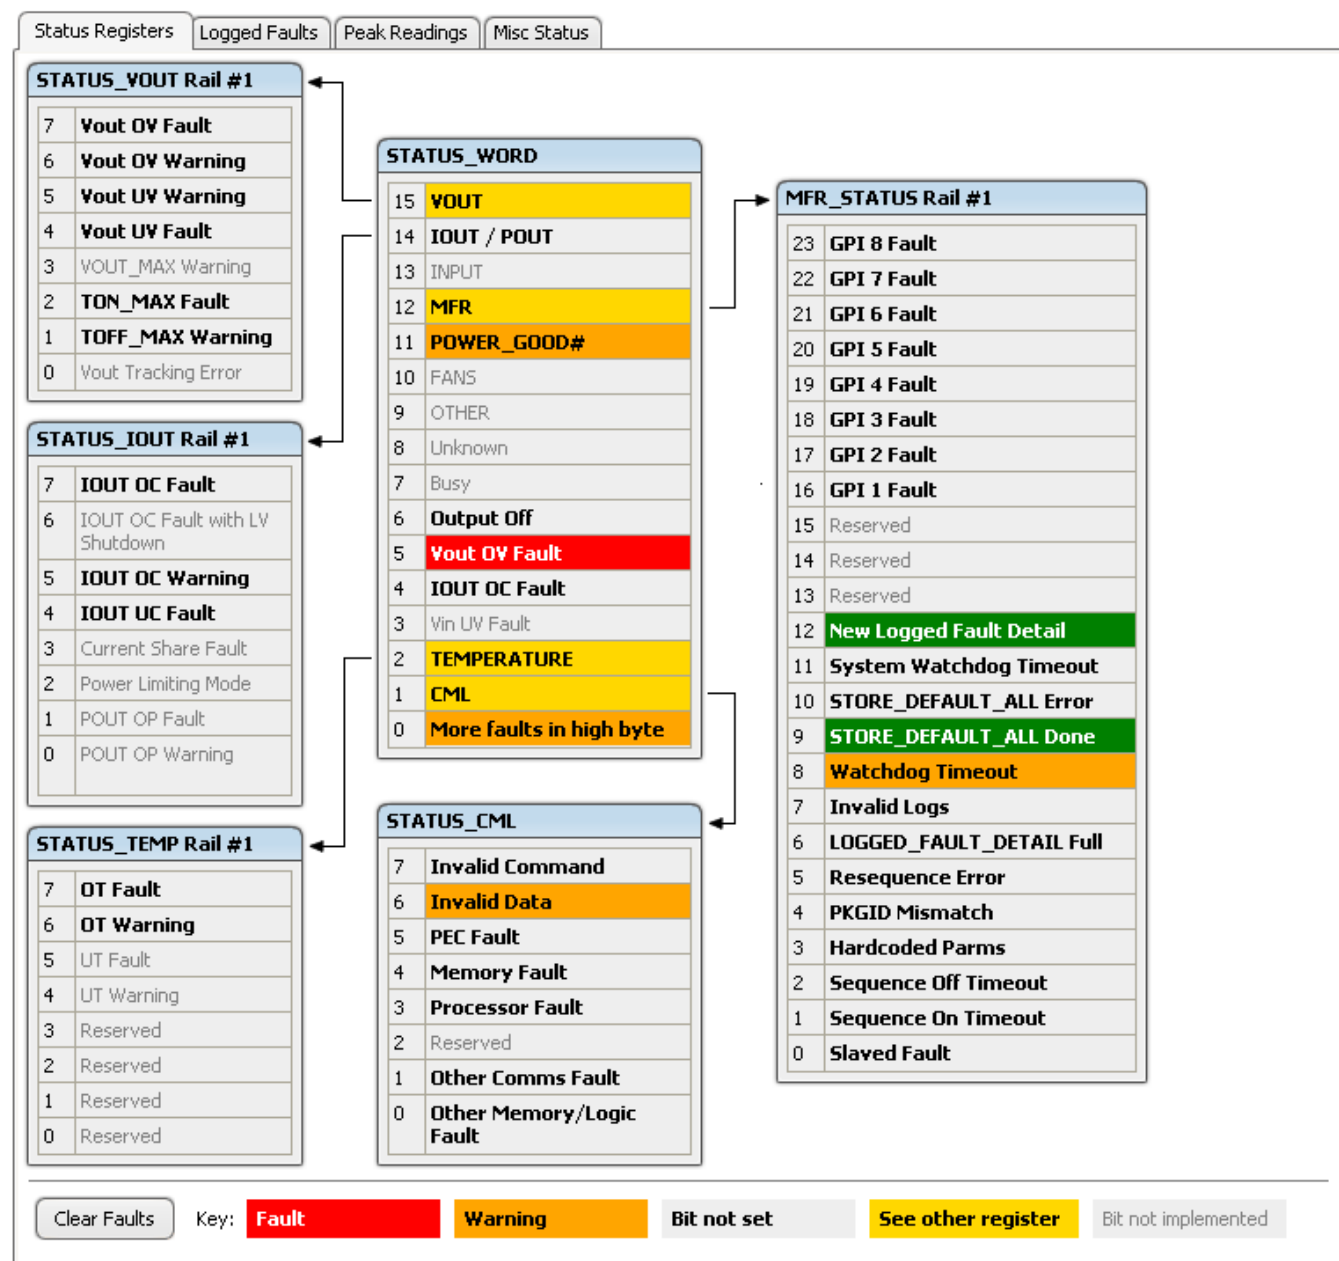 Status Registers
Logged Faults
Peak Readings
Misc Status
STATUS_VOUT Rail #1
7 Vout OV Fault
6 Vout OV Warning
5 Vout UV Warning
4 Vout UV Fault
3 VOUT_MAX Warning
2 TON_MAX Fault
1 TOFF_MAX Warning
0 Vout Tracking Error
STATUS_IOUT Rail #1
7 IOUT OC Fault
6 IOUT OC Fault with LV
Shutdown
5 IOUT OC Warning
4 IOUT UC Fault
3 Current Share Fault
2 Power Limiting Mode
1 POUT OP Fault
0 POUT OP Warning
STATUS_TEMP Rail #1
7 OT Fault
6 OT Warning
5 UT Fault
4 UT Warning
3 Reserved
2 Reserved
1 Reserved
0 Reserved
STATUS_WORD
15 VOUT
14 IOUT / POUT
13 INPUT
12 MFR
11 POWER_GOOD#
10 FANS
9 OTHER
8 Unknown
7 Busy
6 Output Off
5 Vout OV Fault
4 IOUT OC Fault
3 Vin UV Fault
2 TEMPERATURE
1 CML
0 More faults in high byte
STATUS_CML
7 Invalid Command
6 Invalid Data
5 PEC Fault
4 Memory Fault
3 Processor Fault
2 Reserved
1 Other Comms Fault
0 Other Memory/Logic
Fault
MFR_STATUS Rail #1
23 GPI 8 Fault
22 GPI 7 Fault
21 GPI 6 Fault
20 GPI 5 Fault
19 GPI 4 Fault
18 GPI 3 Fault
17 GPI 2 Fault
16 GPI 1 Fault
15 Reserved
14 Reserved
13 Reserved
12 New Logged Fault Detail
11 System Watchdog Timeout
10 STORE_DEFAULT_ALL Error
9 STORE_DEFAULT_ALL Done
8 Watchdog Timeout
7 Invalid Logs
6 LOGGED_FAULT_DETAIL Full
5 Resequence Error
4 PKGID Mismatch
3 Hardcoded Parms
2 Sequence Off Timeout
1 Sequence On Timeout
0 Slaved Fault
Clear Faults
Key:
Fault
Warning
Bit not set
See other register
Bit not implemented